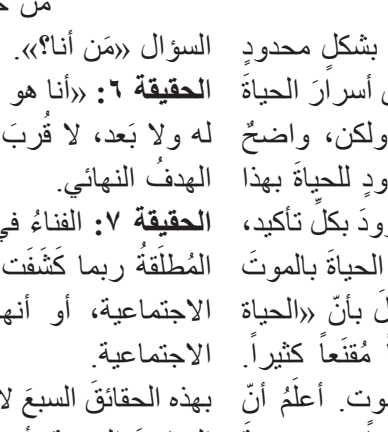 بشكلٍ محدودٍ
أسرارَ الحياةَ
ولكن، واضحٌ
للحياةَ بهذا
بكلّ تأكيد،
الحياةَ بالموتَ
بأنّ «الحياة
مُقنَعاً كثيراً.
أعلَمُ أنّ
من
السؤال «مَن أنا؟».
الحقيقة ٦: «أنا هو
له ولا بَعد، لا قُربَ
الهدفُ النهائي.
الحقيقة ٧: الفناءُ في
المُطلَقةُ ربما كَشَفَت
الاجتماعية، أو
الاجتماعية.
بهذه الحقائقَ السبعَ لا